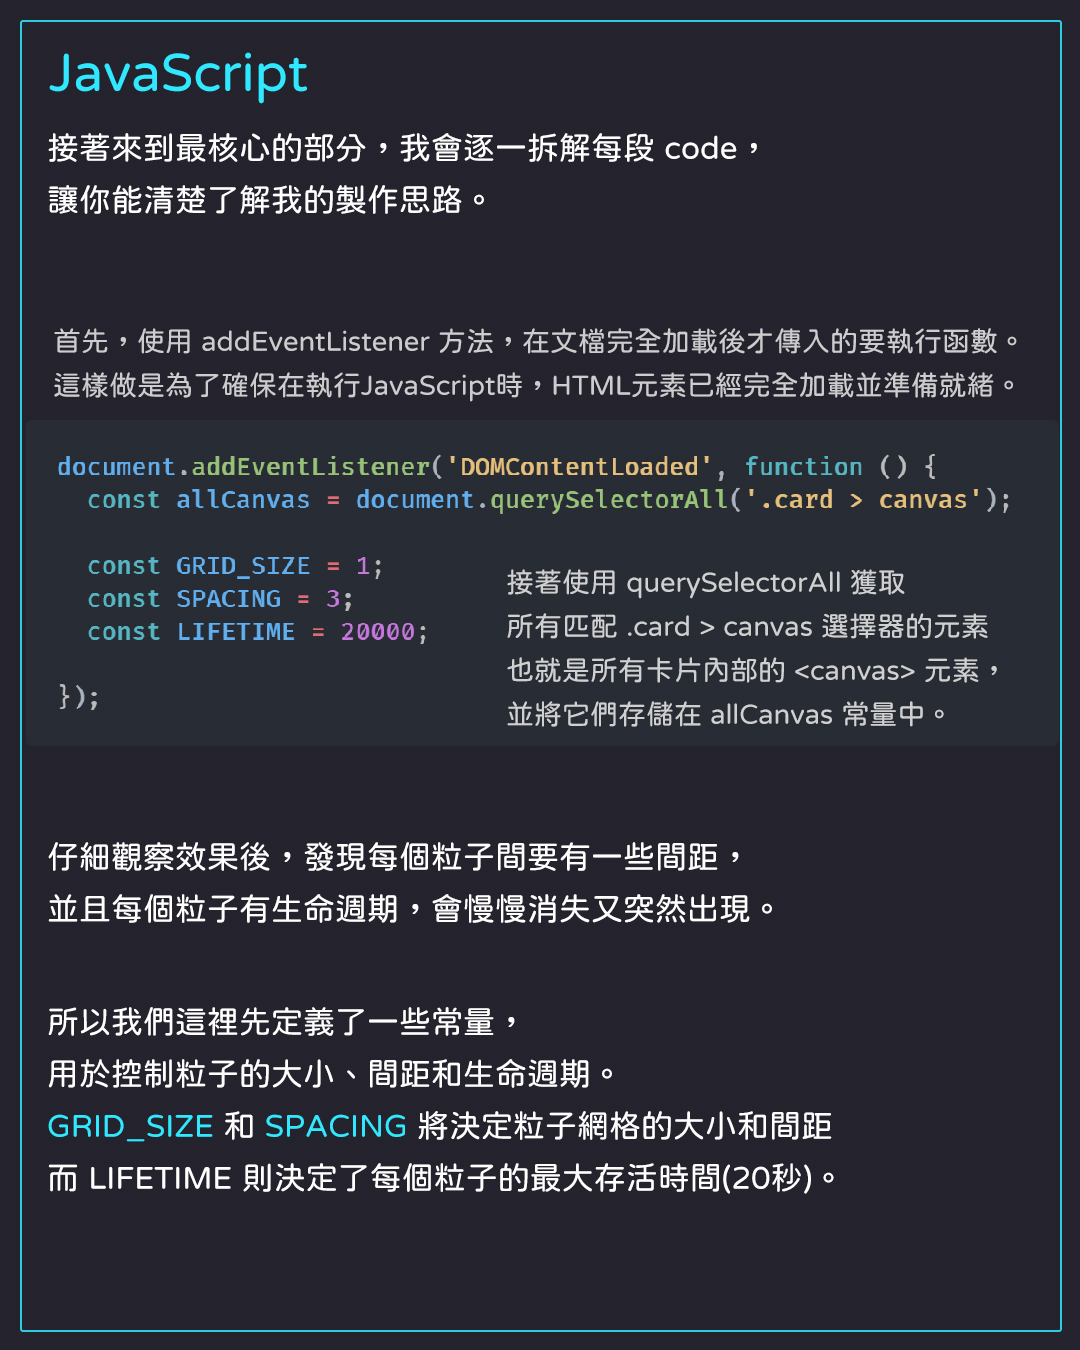 JavaScript
接著來到最核心的部分，我會逐一拆解每段 code，
讓你能清楚了解我的製作思路。
首先，使用 addEventListener 方法，在文檔完全加載後才傳入的要執行函數。
這樣做是為了確保在執行JavaScript時，HTML元素已經完全加載並準備就緒。
document.addEventListener('DOMContentLoaded', function () {
  const allCanvas = document.querySelectorAll('.card > canvas');
  const GRID_SIZE = 1;
  const SPACING = 3;
  const LIFETIME = 20000;
});
接著使用 querySelectorAll 獲取
所有匹配 .card > canvas 選擇器的元素
也就是所有卡片內部的 <canvas> 元素，
並將它們存儲在 allCanvas 常量中。
仔細觀察效果後，發現每個粒子間要有一些間距，
並且每個粒子有生命週期，會慢慢消失又突然出現。
所以我們這裡先定義了一些常量，
用於控制粒子的大小、間距和生命週期。
GRID_SIZE 和 SPACING 將決定粒子網格的大小和間距
而 LIFETIME 則決定了每個粒子的最大存活時間(20秒)。